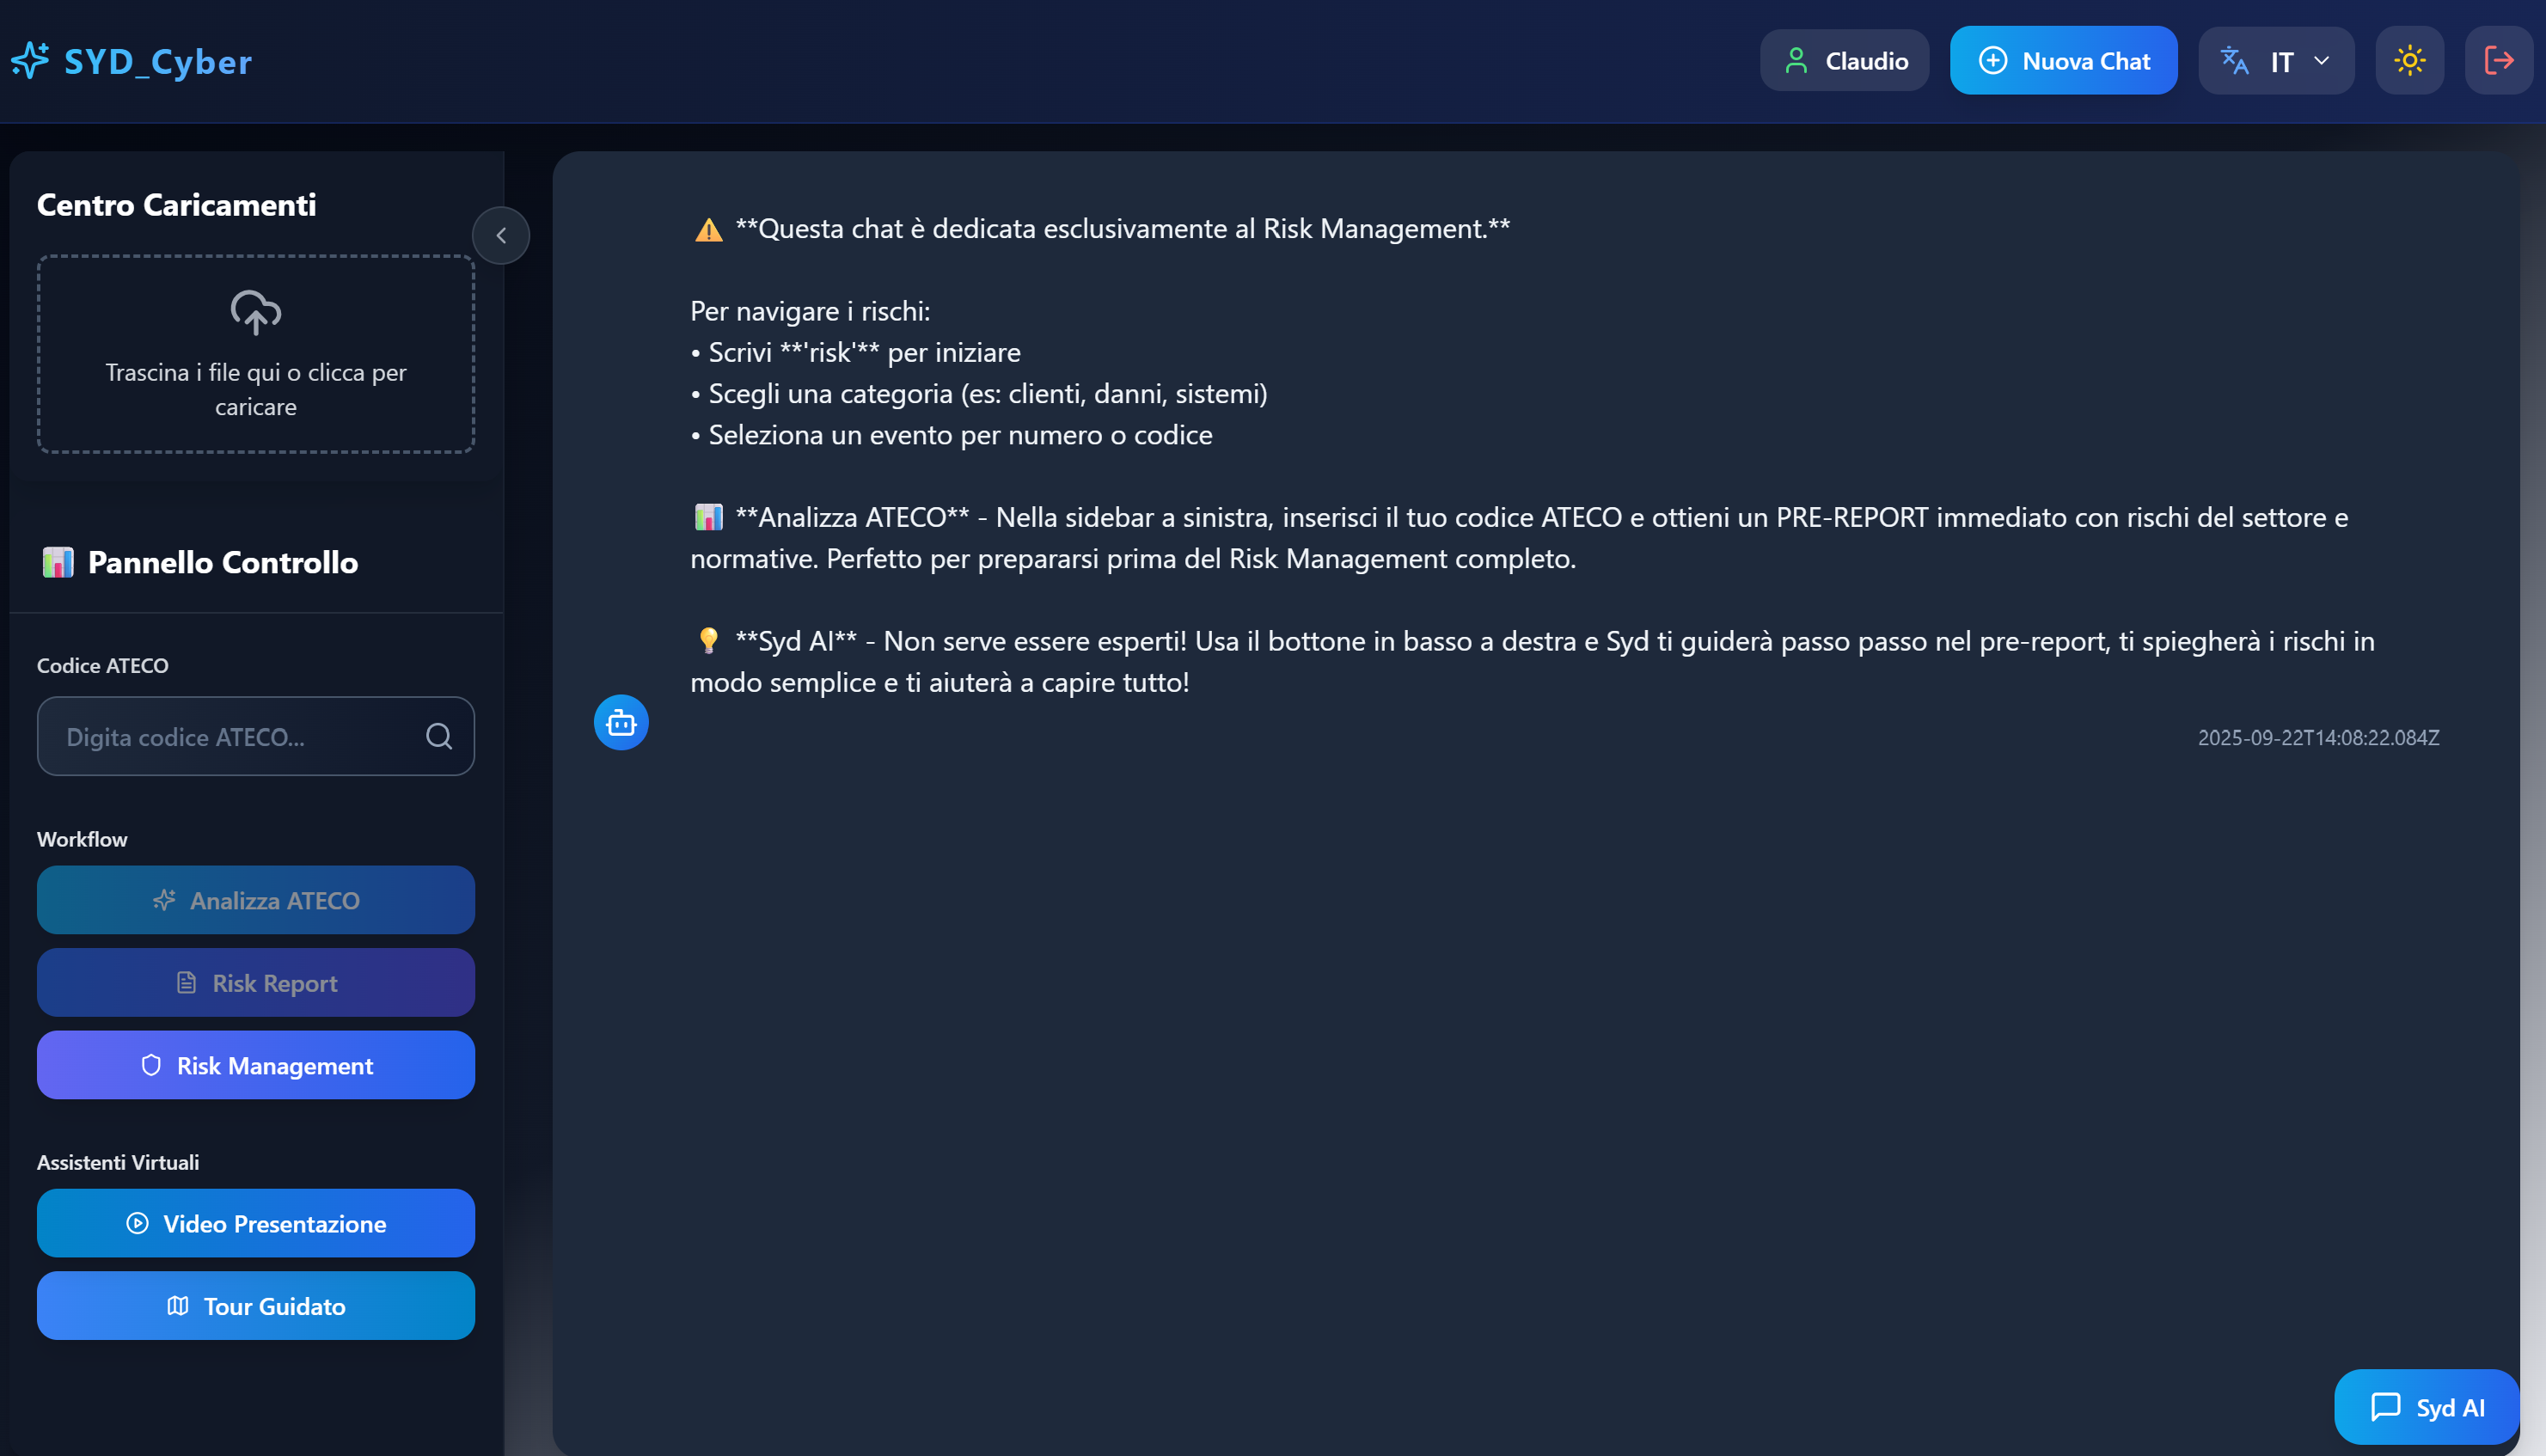 SYD_Cyber
Claudio
Nuova Chat
IT
Centro Caricamenti
Trascina i file qui o clicca per
caricare
📊 Pannello Controllo
Codice ATECO
Digita codice ATECO...
Workflow
Analizza ATECO
Risk Report
Risk Management
Assistenti Virtuali
Video Presentazione
Tour Guidato
⚠️ **Questa chat è dedicata esclusivamente al Risk Management.**
Per navigare i rischi:
• Scrivi **'risk'** per iniziare
• Scegli una categoria (es: clienti, danni, sistemi)
• Seleziona un evento per numero o codice
📊 **Analizza ATECO** - Nella sidebar a sinistra, inserisci il tuo codice ATECO e ottieni un PRE-REPORT immediato con rischi del settore e
normative. Perfetto per prepararsi prima del Risk Management completo.
💡 **Syd AI** - Non serve essere esperti! Usa il bottone in basso a destra e Syd ti guiderà passo passo nel pre-report, ti spiegherà i rischi in
modo semplice e ti aiuterà a capire tutto!
2025-09-22T14:08:22.084Z
Syd AI